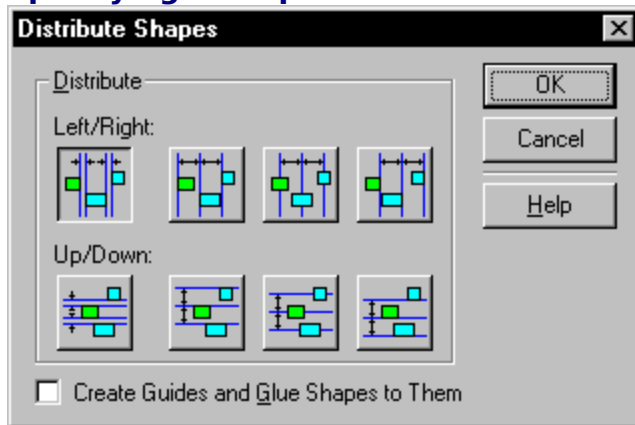 Distribute Shapes
Distribute
OK
Left/Right:
Cancel
Help
Up/Down:
Create Guides and Glue Shapes to Them